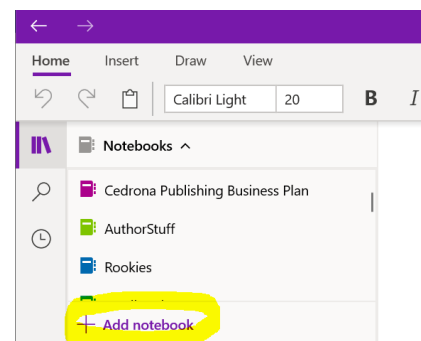 Home Insert Draw View
Calibri Light 20 B I
Notebooks
Cedrona Publishing Business Plan
AuthorStuff
Rookies
Add notebook